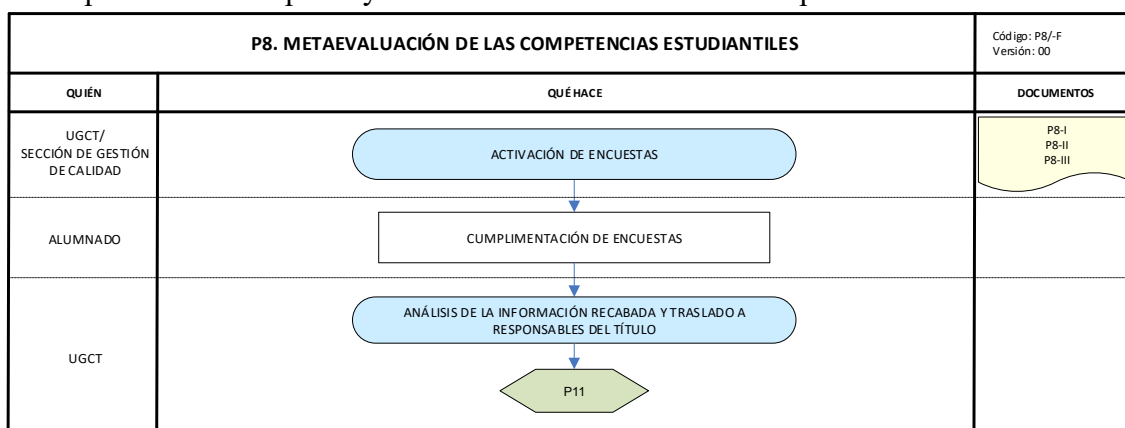 P8. METAEVALUACIÓN DE LAS COMPETENCIAS ESTUDIANTILES
Código: P8/-F
Versión: 00
QUIÉN
QUÉ HACE
DOCUMENTOS
UGCT/
SECCIÓN DE GESTIÓN
DE CALIDAD
ACTIVACIÓN DE ENCUESTAS
P8-I
P8-II
P8-III
ALUMNADO
CUMPLIMENTACIÓN DE ENCUESTAS
UGCT
ANÁLISIS DE LA INFORMACIÓN RECABADA Y TRASLADO A
RESPONSABLES DEL TÍTULO
P11